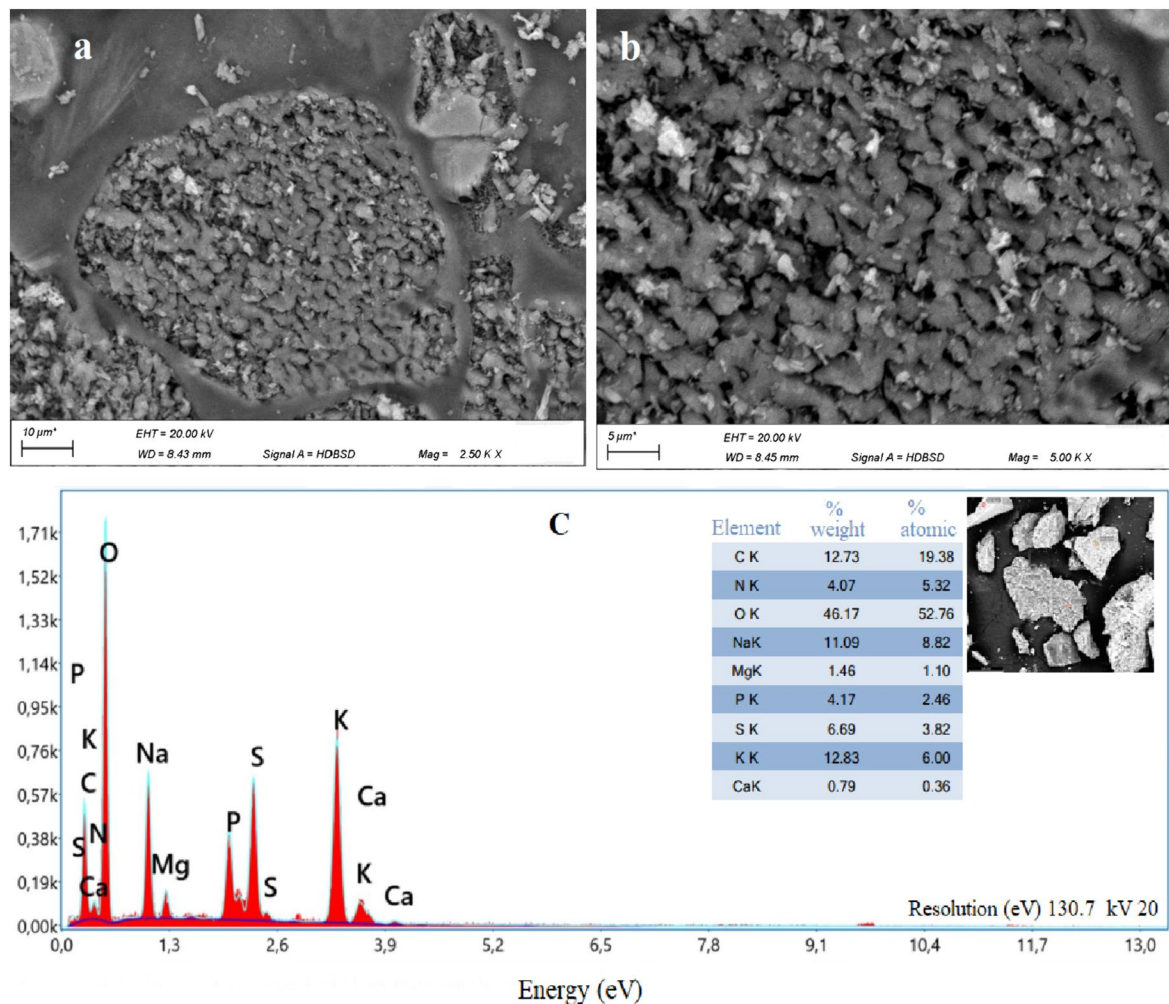 a
10 µm*
EHT = 20.00 kV
WD = 8.43 mm
Signal A = HDBSD
Mag = 2.50 K X
b
5 µm*
EHT = 20.00 kV
WD = 8.45 mm
Signal A = HDBSD
Mag = 5.00 K X
C
1,71k
1,52k
1,33k
1,14k
0,95k
0,76k
0,57k
0,38k
0,19k
0,00k
O
P
K
C
S
N
Ca
Na
Mg
P
S
S
K
Ca
K
Ca
Element % weight % atomic
C K 12.73 19.38
N K 4.07 5.32
O K 46.17 52.76
NaK 11.09 8.82
MgK 1.46 1.10
P K 4.17 2.46
S K 6.69 3.82
K K 12.83 6.00
CaK 0.79 0.36
Resolution (eV) 130.7 kV 20
0,0 1,3 2,6 3,9 5,2 6,5 7,8 9,1 10,4 11,7 13,0
Energy (eV)